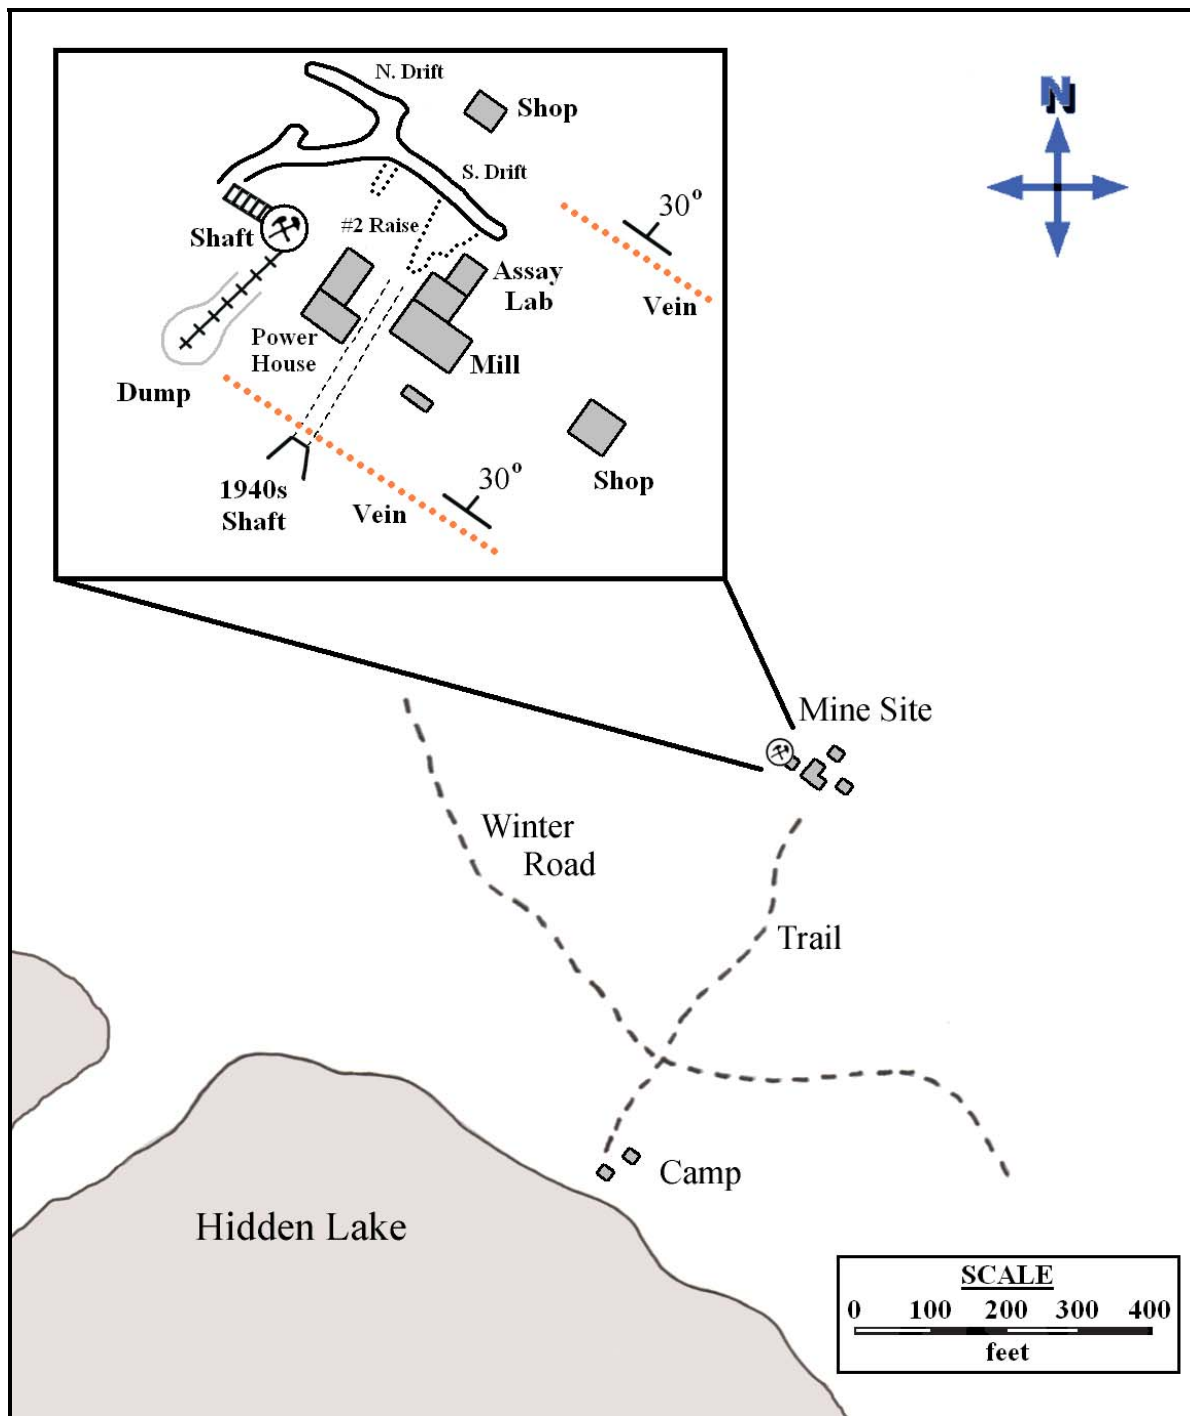 N. Drift
Shop
N
S. Drift
30°
#2 Raise
Shaft
Assay
Lab
Vein
Power
House
Mill
Dump
30°
Shop
1940s
Shaft
Vein
Mine Site
Winter
Road
Trail
Camp
Hidden Lake
SCALE
0 100 200 300 400
feet